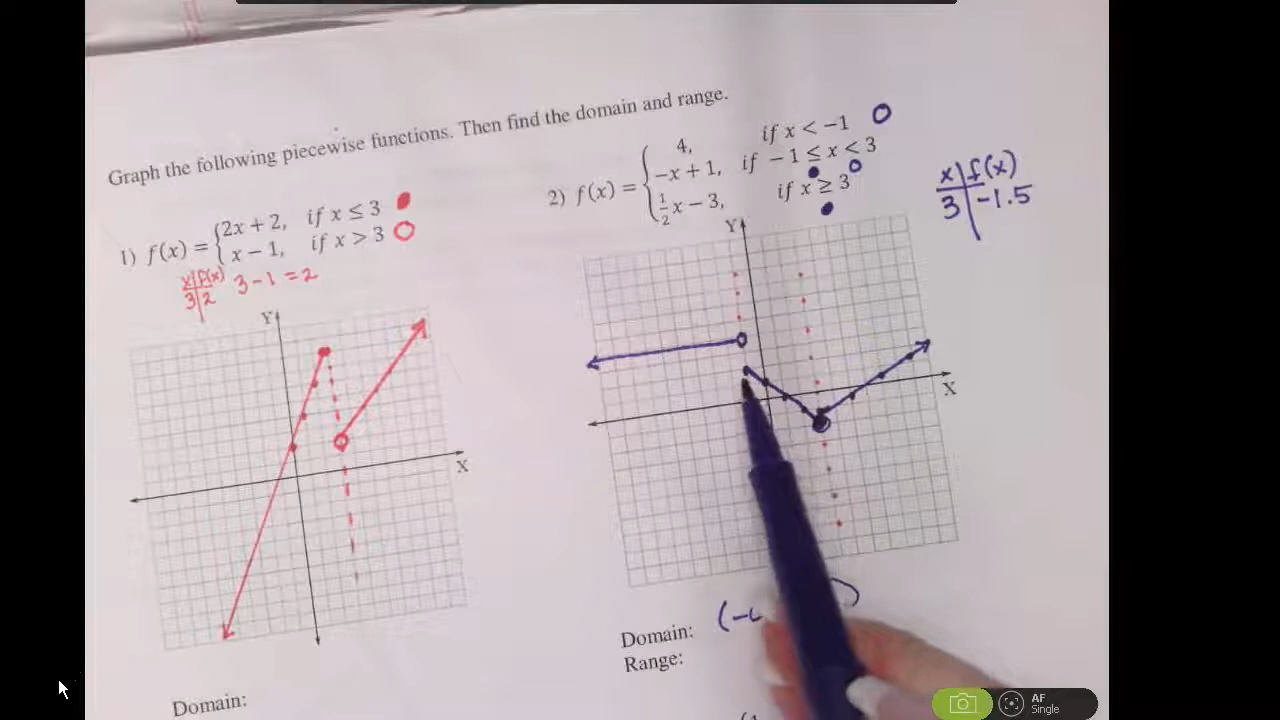 Graph the following piecewise functions. Then find the domain and range.
1) f(x) = { 2x + 2, if x ≤ 3
x − 1, if x > 3
x | f(x)
3 | 2
3 - 1 = 2
Y
X
Domain:
2) f(x) = { 4, if x < −1
−x + 1, if − 1 ≤ x < 3
1/2 x − 3, if x ≥ 3
x | f(x)
3 | -1.5
Y
X
Domain:
Range:
AF
Single